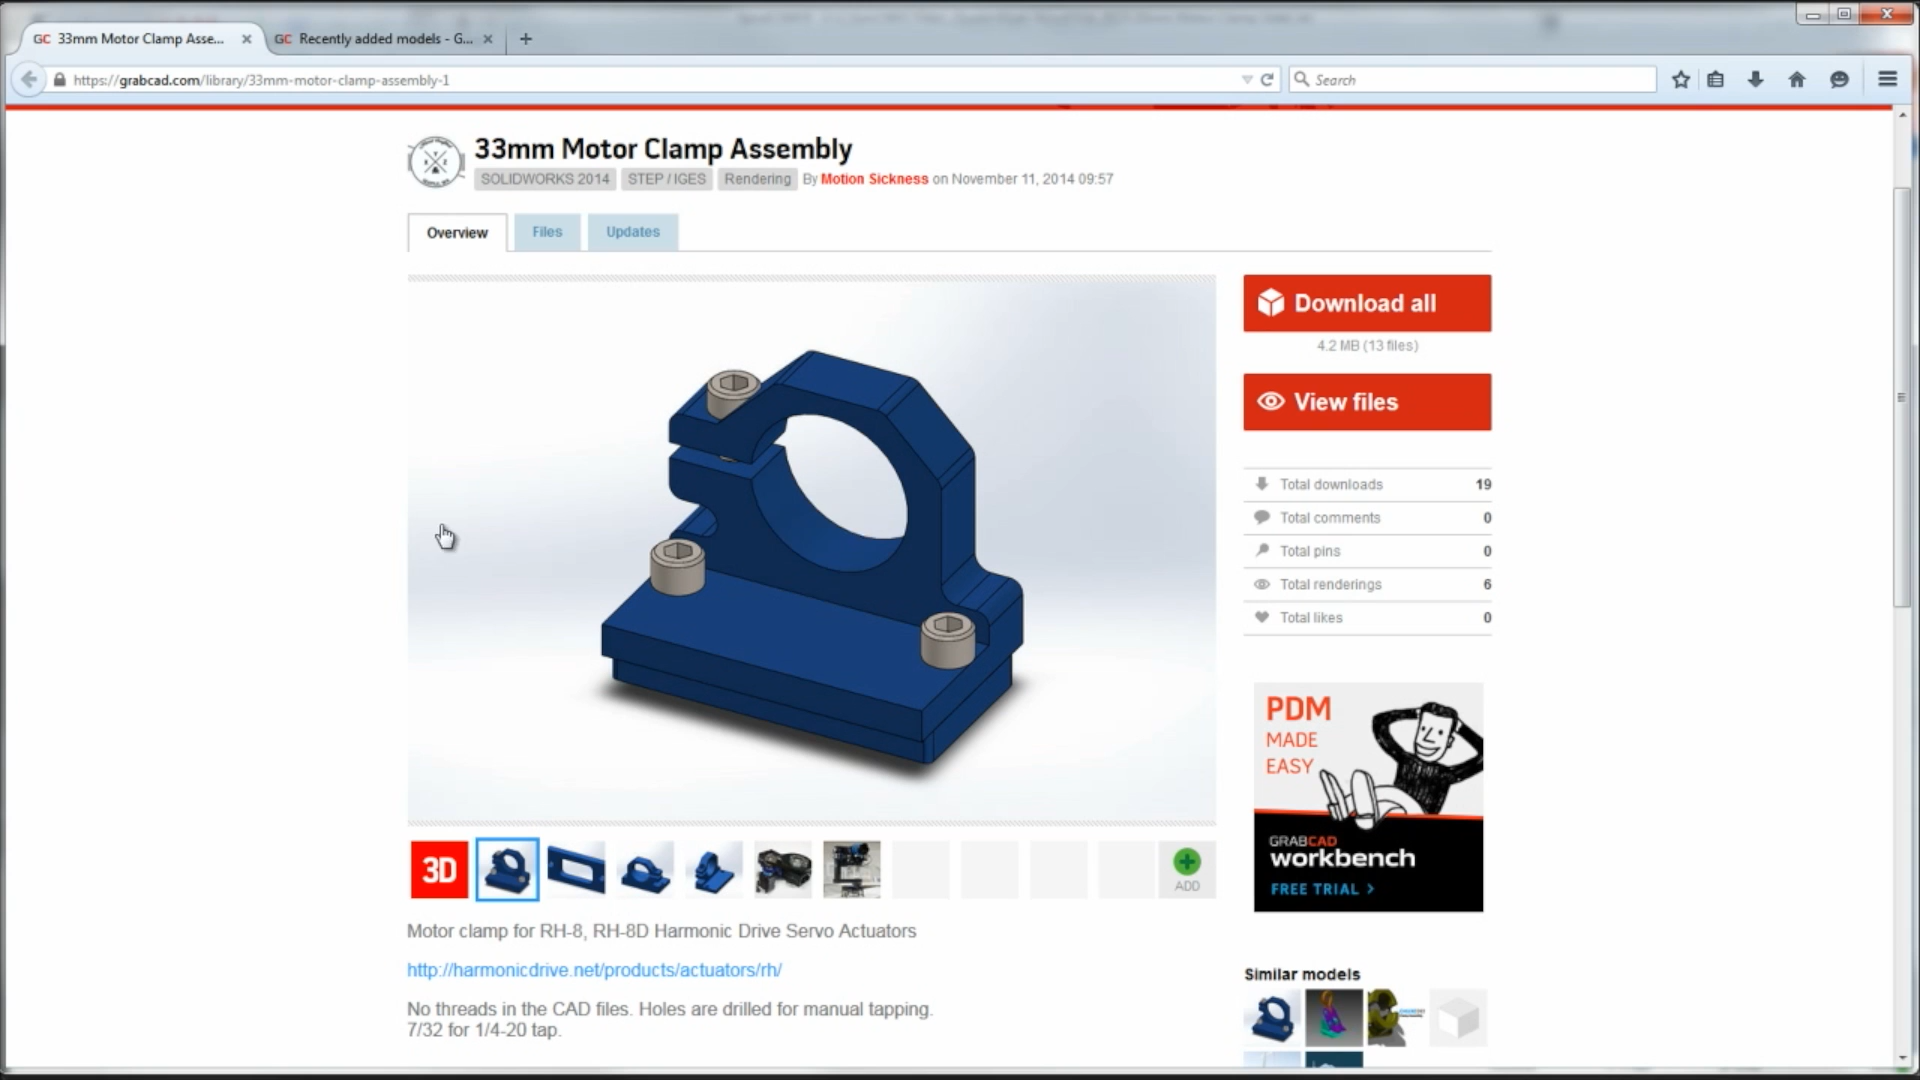 GC 33mm Motor Clamp Asse...
GC Recently added models - G...
https://grabcad.com/library/33mm-motor-clamp-assembly-1
Search
33mm Motor Clamp Assembly
SOLIDWORKS 2014 STEP / IGES Rendering By Motion Sickness on November 11, 2014 09:57
Overview Files Updates
Download all
4.2 MB (13 files)
View files
Total downloads 19
Total comments 0
Total pins 0
Total renderings 6
Total likes 0
PDM
MADE
EASY
GRABCAD
workbench
FREE TRIAL >
3D
ADD
Motor clamp for RH-8, RH-8D Harmonic Drive Servo Actuators
http://harmonicdrive.net/products/actuators/rh/
No threads in the CAD files. Holes are drilled for manual tapping.
7/32 for 1/4-20 tap.
Similar models